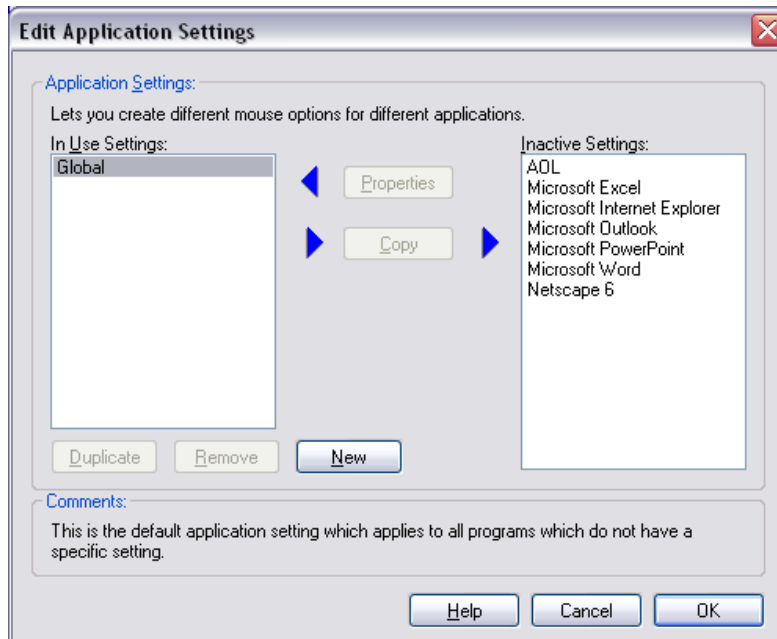 Edit Application Settings
Application Settings:
Lets you create different mouse options for different applications.
In Use Settings:
Inactive Settings:
Global
Properties
Copy
AOL
Microsoft Excel
Microsoft Internet Explorer
Microsoft Outlook
Microsoft PowerPoint
Microsoft Word
Netscape 6
Duplicate
Remove
New
Comments:
This is the default application setting which applies to all programs which do not have a
specific setting.
Help
Cancel
OK